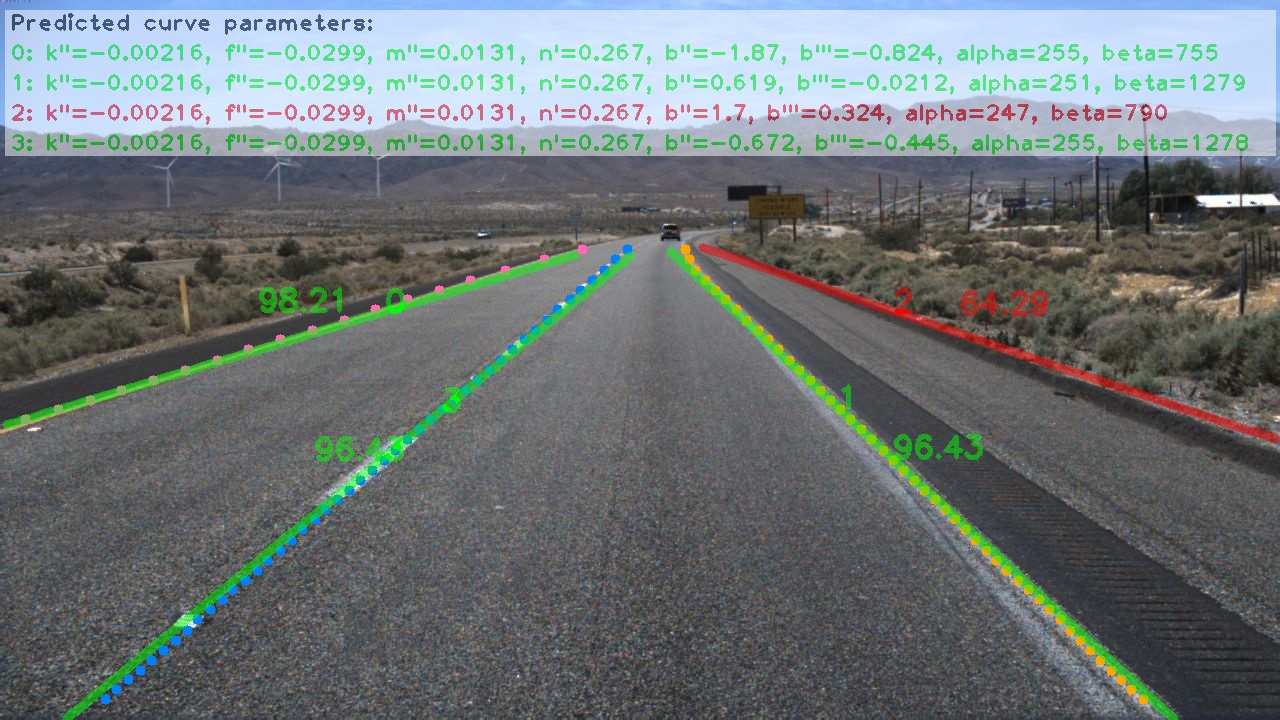 Predicted curve parameters:
0: k''=-0.00216, f''=-0.0299, m''=0.0131, n'=0.267, b''=-1.87, b'''=-0.824, alpha=255, beta=755
1: k''=-0.00216, f''=-0.0299, m''=0.0131, n'=0.267, b''=0.619, b'''=-0.0212, alpha=251, beta=1279
2: k''=-0.00216, f''=-0.0299, m''=0.0131, n'=0.267, b''=1.7, b'''=0.324, alpha=247, beta=790
3: k''=-0.00216, f''=-0.0299, m''=0.0131, n'=0.267, b''=-0.672, b'''=-0.445, alpha=255, beta=1278
98.21 0 2 64.29
3 1
96.43 96.43